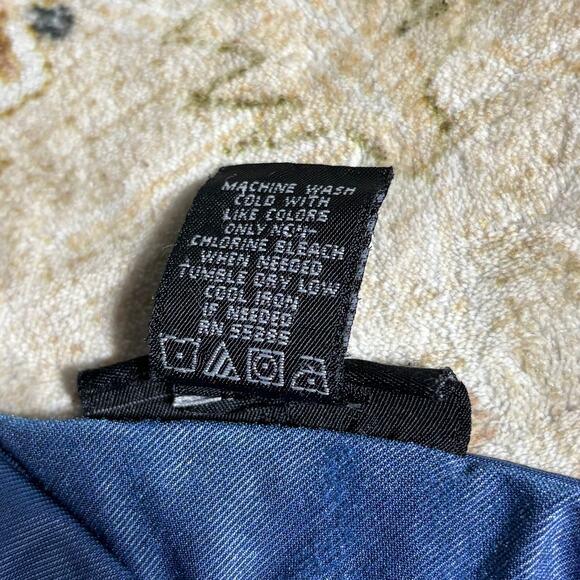 MACHINE WASH
COLD WITH
LIKE COLORS
ONLY NON-
CHLORINE BLEACH
WHEN NEEDED
TUMBLE DRY LOW
COOL IRON
IF NEEDED
RN 55285